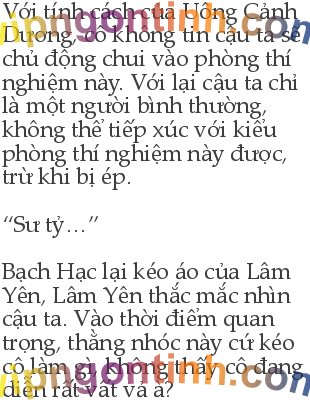 Với tính cách của Hồng Cảnh
Dương, cô không tin cậu ta sẽ
chủ động chui vào phòng thí
nghiệm này. Với lại cậu ta chỉ
là một người bình thường,
không thể tiếp xúc với kiểu
phòng thí nghiệm này được,
trừ khi bị ép.
“Sư tỷ…”
Bạch Hạc lại kéo áo của Lâm
Yên, Lâm Yên thắc mắc nhìn
cậu ta. Vào thời điểm quan
trọng, thằng nhóc này cứ kéo
cô làm gì, không thấy cô đang
diễn rất vất vả à?
vipngontinh.com
vipngontinh.com